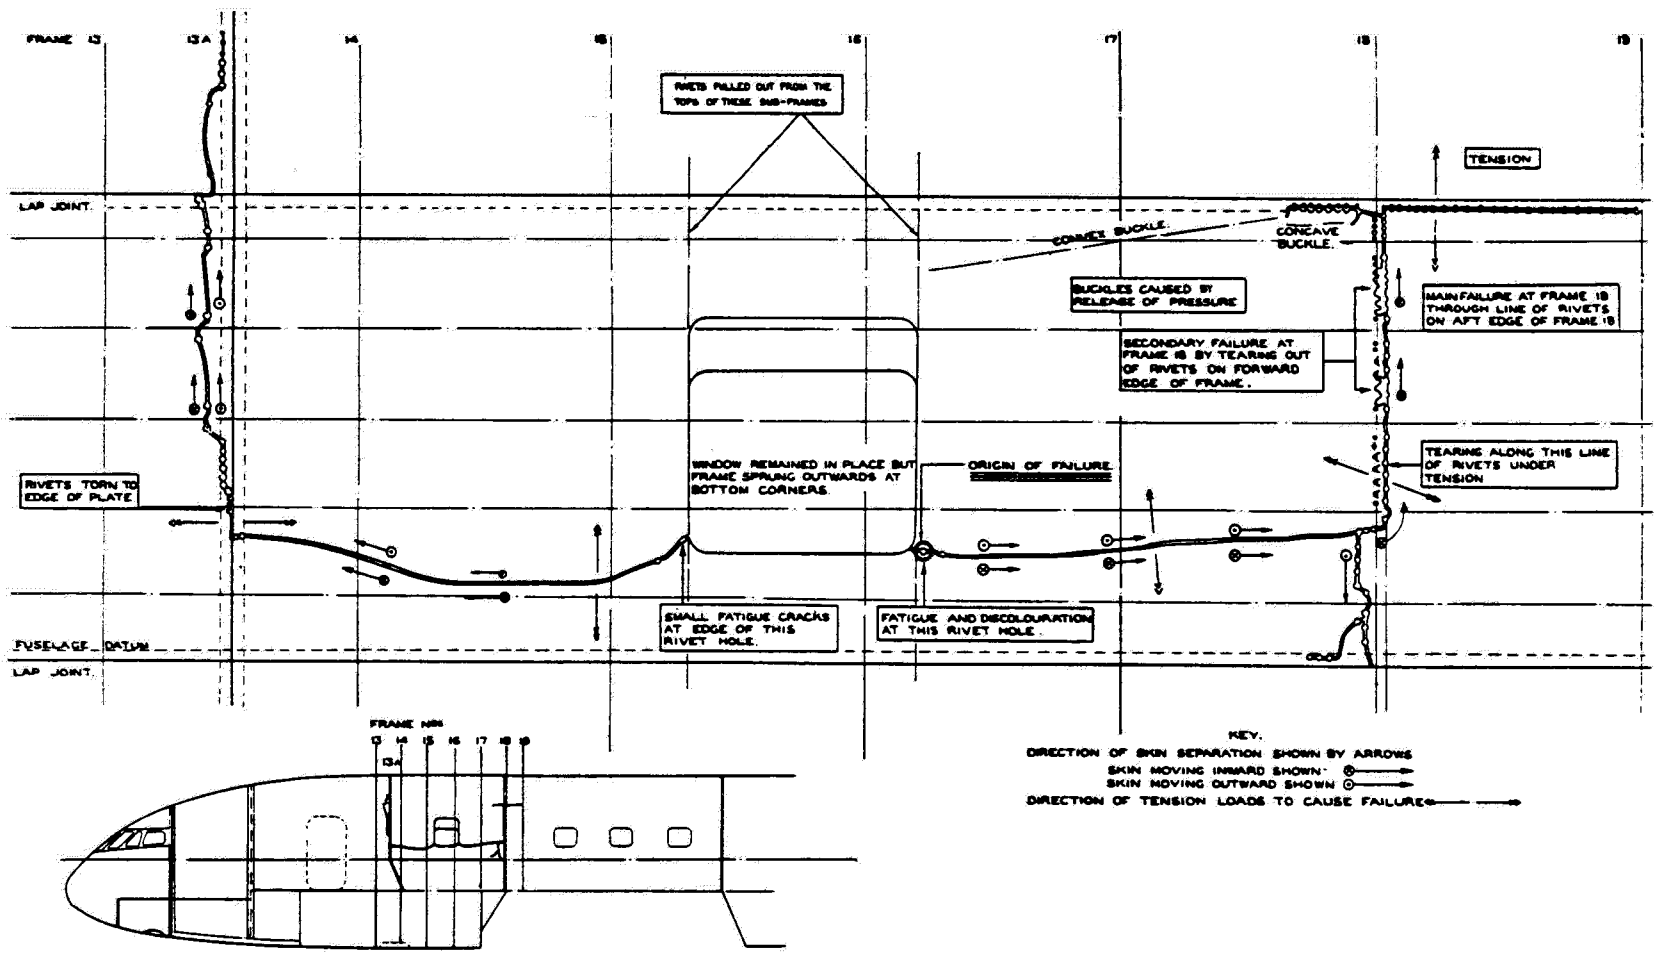 FRAME 13 13A 14 15 16 17 18 19
RIVETS PULLED OUT FROM THE
TOPS OF THESE SUB-FRAMES
TENSION
LAP JOINT.
CONVEX BUCKLE.
CONCAVE
BUCKLE.
BUCKLES CAUSED BY
RELEASE OF PRESSURE
MAIN FAILURE AT FRAME 18
THROUGH LINE OF RIVETS
ON AFT EDGE OF FRAME 18
SECONDARY FAILURE AT
FRAME 18 BY TEARING OUT
OF RIVETS ON FORWARD
EDGE OF FRAME.
TEARING ALONG THIS LINE
OF RIVETS UNDER
TENSION
WINDOW REMAINED IN PLACE BUT
FRAME SPRUNG OUTWARDS AT
BOTTOM CORNERS.
ORIGIN OF FAILURE
RIVETS TORN TO
EDGE OF PLATE
SMALL FATIGUE CRACKS
AT EDGE OF THIS
RIVET HOLE.
FATIGUE AND DISCOLOURATION
AT THIS RIVET HOLE.
FUSELAGE DATUM
LAP JOINT.
FRAME Nos
13 14 15 16 17 18 19
13A
KEY.
DIRECTION OF SKIN SEPARATION SHOWN BY ARROWS
SKIN MOVING INWARD SHOWN
SKIN MOVING OUTWARD SHOWN
DIRECTION OF TENSION LOADS TO CAUSE FAILURE